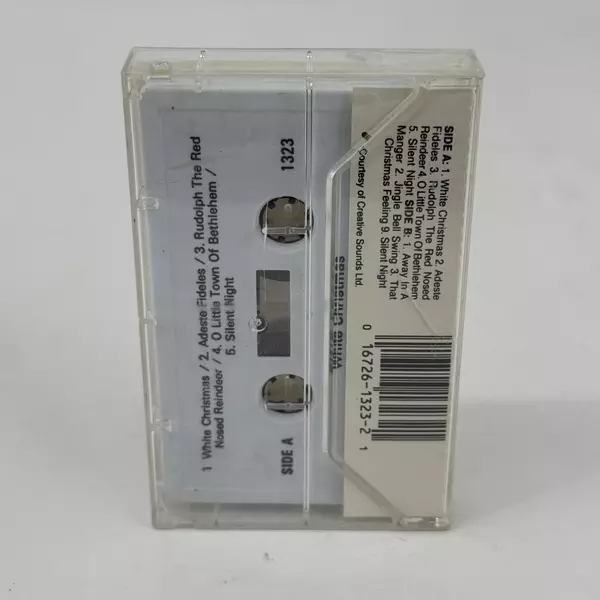 SIDE A: 1. White Christmas 2. Adeste
Fideles 3. Rudolph The Red Nosed
Reindeer 4. O Little Town Of Bethlehem
5. Silent Night SIDE B: 1. Away In A
Manger 2. Jingle Bell Swing 3. That
Christmas Feeling 9. Silent Night
Courtesy of Creative Sounds Ltd.
0 16726-1323-2 1
White Christmas
1323
1 White Christmas / 2. Adeste Fideles / 3. Rudolph The Red
Nosed Reindeer / 4. O Little Town Of Bethlehem /
5. Silent Night
SIDE A